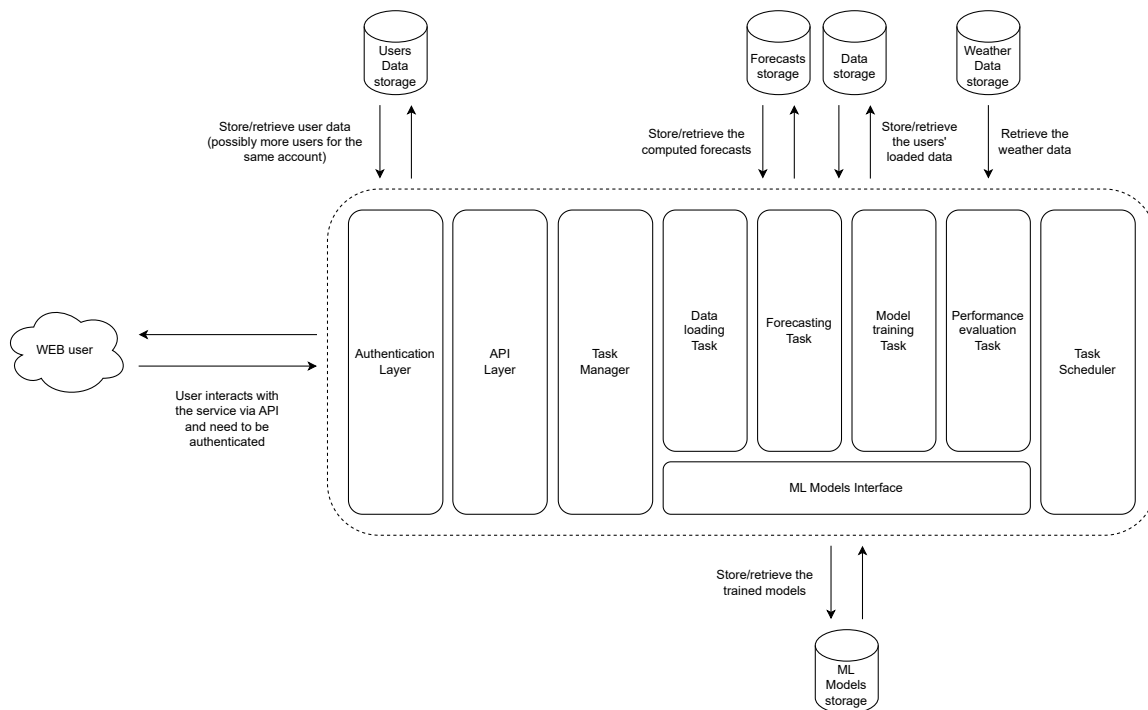 Users
Data
storage
Forecasts
storage
Data
storage
Weather
Data
storage
Store/retrieve user data
(possibly more users for the
same account)
Store/retrieve the
computed forecasts
Store/retrieve
the users'
loaded data
Retrieve the
weather data
WEB user
User interacts with
the service via API
and need to be
authenticated
Authentication
Layer
API
Layer
Task
Manager
Data
loading
Task
Forecasting
Task
Model
training
Task
Performance
evaluation
Task
Task
Scheduler
ML Models Interface
Store/retrieve the
trained models
ML
Models
storage